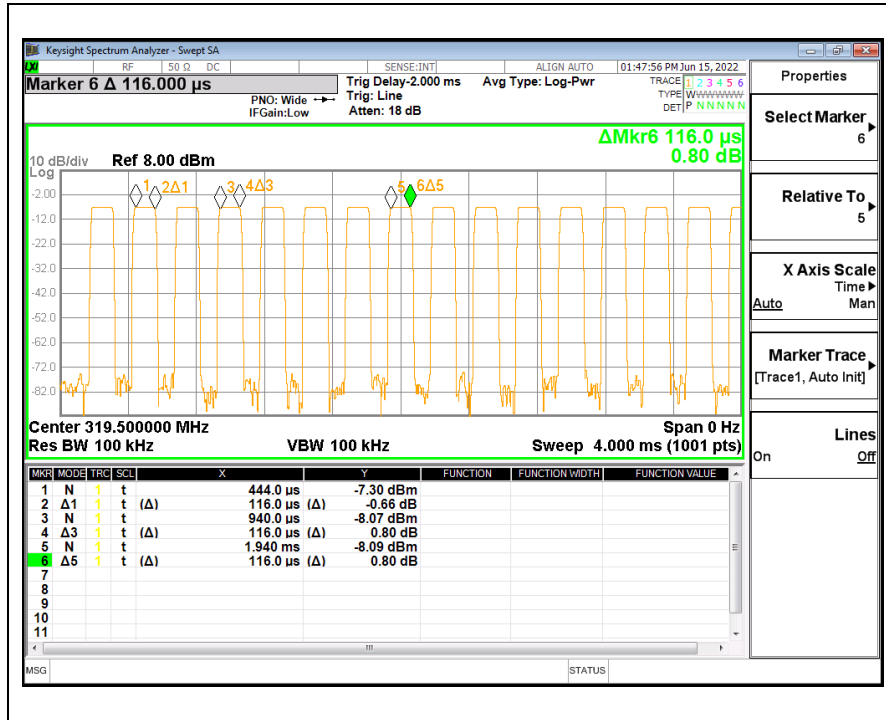 Keysight Spectrum Analyzer - Swept SA
LXI
RF 50 Ω DC SENSE:INT ALIGN AUTO 01:47:56 PM Jun 15, 2022
Marker 6 Δ 116.000 µs
PNO: Wide
IFGain:Low
Trig Delay-2.000 ms
Trig: Line
Atten: 18 dB
Avg Type: Log-Pwr
TRACE 1 2 3 4 5 6
TYPE WWWWWW
DET P N N N N N
ΔMkr6 116.0 µs
0.80 dB
10 dB/div Ref 8.00 dBm
Log
1 2Δ1 3 4Δ3 5 6Δ5
-2.00
-12.0
-22.0
-32.0
-42.0
-52.0
-62.0
-72.0
-82.0
Center 319.500000 MHz Span 0 Hz
Res BW 100 kHz VBW 100 kHz Sweep 4.000 ms (1001 pts)
MKR MODE TRC SCL X Y FUNCTION FUNCTION WIDTH FUNCTION VALUE
1 N 1 t 444.0 µs -7.30 dBm
2 Δ1 1 t (Δ) 116.0 µs (Δ) -0.66 dB
3 N 1 t 940.0 µs -8.07 dBm
4 Δ3 1 t (Δ) 116.0 µs (Δ) 0.80 dB
5 N 1 t 1.940 ms -8.09 dBm
6 Δ5 1 t (Δ) 116.0 µs (Δ) 0.80 dB
7
8
9
10
11
MSG STATUS
Properties
Select Marker
6
Relative To
5
X Axis Scale
Time
Auto Man
Marker Trace
[Trace1, Auto Init]
Lines
On Off